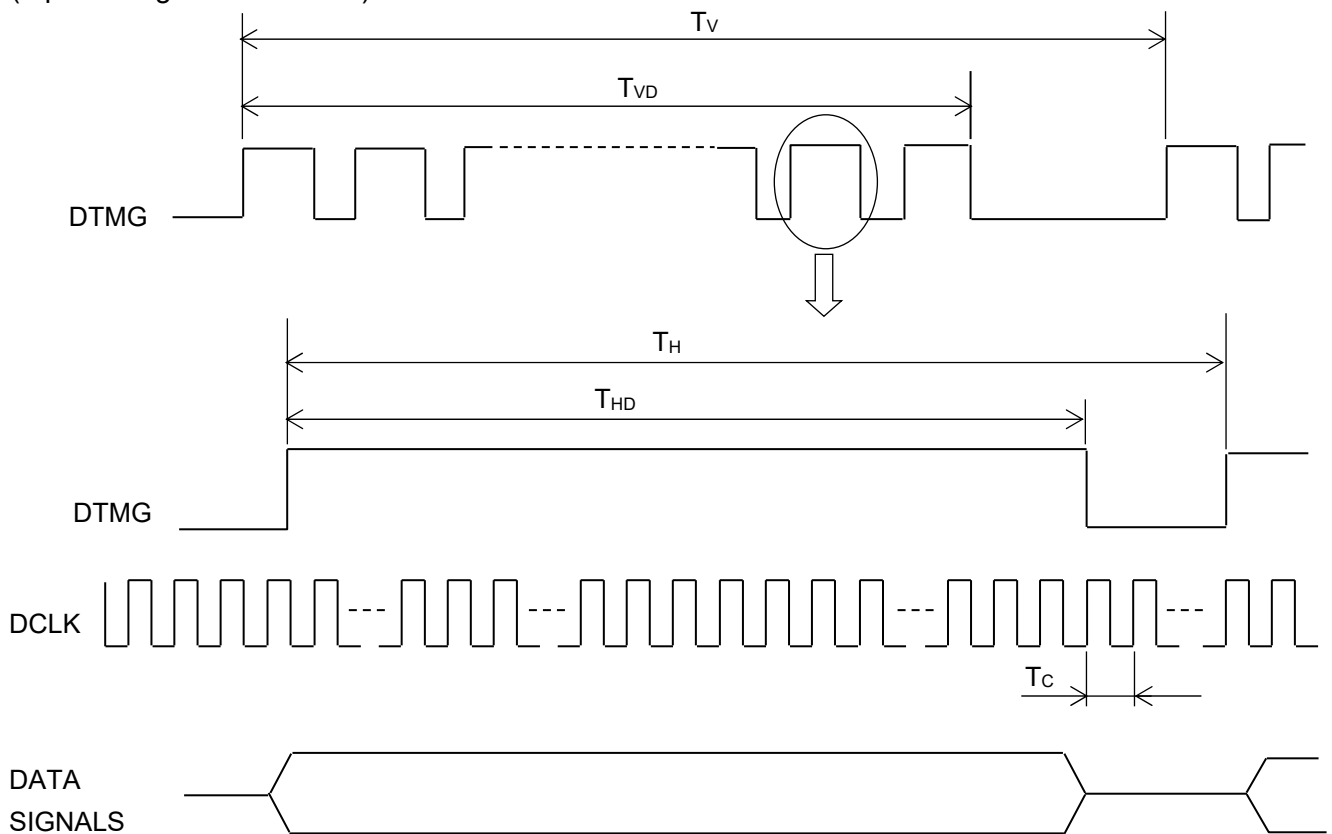 TV
TVD
DTMG
TH
THD
DTMG
DCLK
TC
DATA
SIGNALS